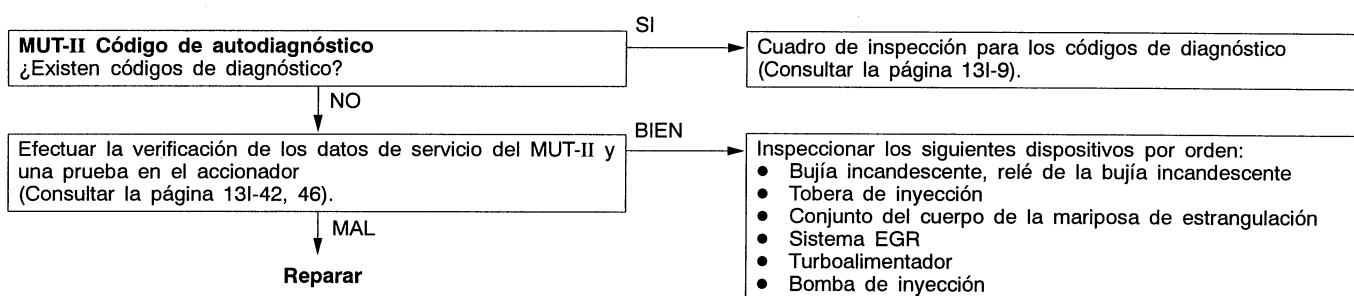 SI
MUT-II Código de autodiagnóstico
¿Existen códigos de diagnóstico?
Cuadro de inspección para los códigos de diagnóstico
(Consultar la página 13I-9).
NO
BIEN
Efectuar la verificación de los datos de servicio del MUT-II y
una prueba en el accionador
(Consultar la página 13I-42, 46).
Inspeccionar los siguientes dispositivos por orden:
● Bujía incandescente, relé de la bujía incandescente
● Tobera de inyección
● Conjunto del cuerpo de la mariposa de estrangulación
● Sistema EGR
● Turboalimentador
● Bomba de inyección
MAL
Reparar